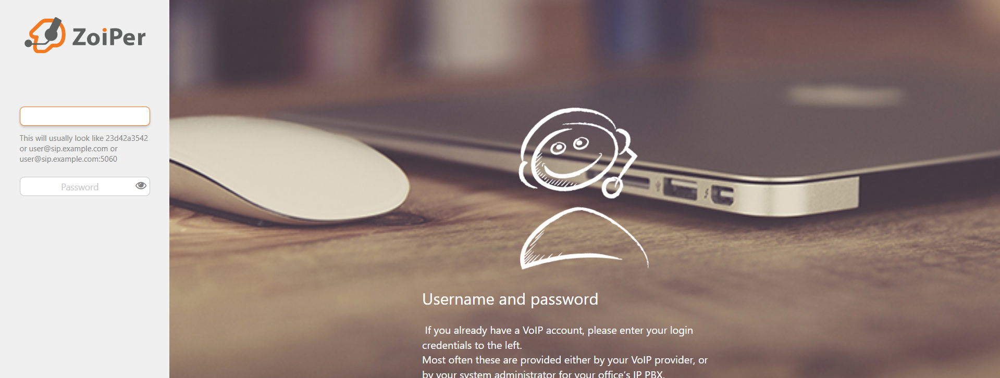 ZoiPer
This will usually look like 23d42a3542
or user@sip.example.com or
user@sip.example.com:5060
Password
Username and password
If you already have a VoIP account, please enter your login
credentials to the left.
Most often these are provided either by your VoIP provider, or
by your system administrator for your office's IP PBX.